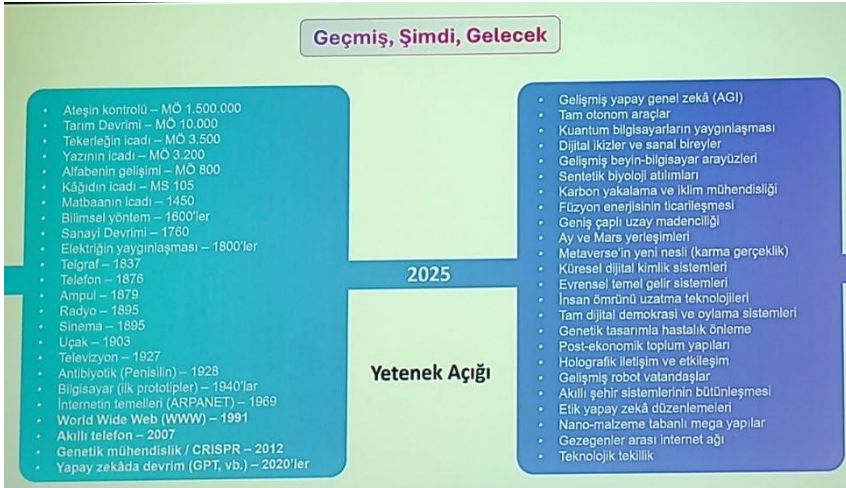 Geçmiş, Şimdi, Gelecek
• Ateşin kontrolü – MÖ 1.500.000
• Tarım Devrimi – MÖ 10.000
• Tekerleğin icadı – MÖ 3.500
• Yazının icadı – MÖ 3.200
• Alfabenin gelişimi – MÖ 800
• Kâğıdın icadı – MS 105
• Matbaanın icadı – 1450
• Bilimsel yöntem – 1600'ler
• Sanayi Devrimi – 1760
• Elektriğin yaygınlaşması – 1800'ler
• Telgraf – 1837
• Telefon – 1876
• Ampul – 1879
• Radyo – 1895
• Sinema – 1895
• Uçak – 1903
• Televizyon – 1927
• Antibiyotik (Penisilin) – 1928
• Bilgisayar (ilk prototipler) – 1940'lar
• İnternetin temelleri (ARPANET) – 1969
• World Wide Web (WWW) – 1991
• Akıllı telefon – 2007
• Genetik mühendislik / CRISPR – 2012
• Yapay zekâda devrim (GPT, vb.) – 2020'ler
2025
Yetenek Açığı
• Gelişmiş yapay genel zekâ (AGI)
• Tam otonom araçlar
• Kuantum bilgisayarların yaygınlaşması
• Dijital ikizler ve sanal bireyler
• Gelişmiş beyin-bilgisayar arayüzleri
• Sentetik biyoloji atılımları
• Karbon yakalama ve iklim mühendisliği
• Füzyon enerjisinin ticarileşmesi
• Geniş çaplı uzay madenciliği
• Ay ve Mars yerleşimleri
• Metaverse'in yeni nesli (karma gerçeklik)
• Küresel dijital kimlik sistemleri
• Evrensel temel gelir sistemleri
• İnsan ömrünü uzatma teknolojileri
• Tam dijital demokrasi ve oylama sistemleri
• Genetik tasarımla hastalık önleme
• Post-ekonomik toplum yapıları
• Holografik iletişim ve etkileşim
• Gelişmiş robot vatandaşlar
• Akıllı şehir sistemlerinin bütünleşmesi
• Etik yapay zekâ düzenlemeleri
• Nano-malzeme tabanlı mega yapılar
• Gezegenler arası internet ağı
• Teknolojik tekillik